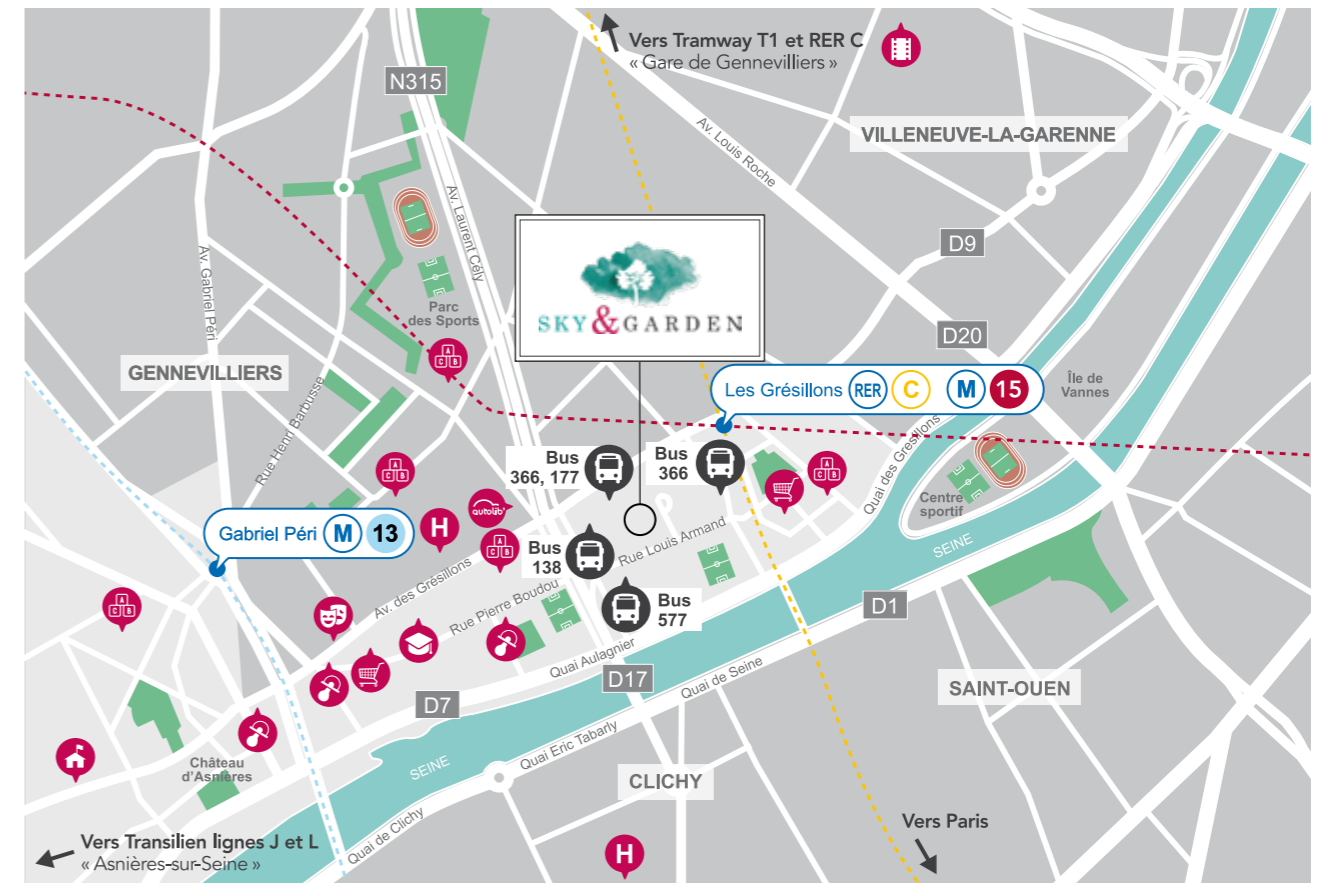 Vers Tramway T1 et RER C
« Gare de Gennevilliers »
N315
Av. Louis Roche
VILLENEUVE-LA-GARENNE
Av. Laurent Cély
D9
Av. Gabriel Péri
SKY & GARDEN
Parc
des Sports
D20
GENNEVILLIERS
A
C B
Les Grésillons RER C M 15
Île de
Vannes
Rue Henri Barbusse
Quai des Grésillons
Bus
366, 177
Bus
366
A
C B
A
C B
Centre
sportif
autolib'
Gabriel Péri M 13
H
A
C B
Rue Louis Armand
SEINE
Bus
138
Av. des Grésillons
Rue Pierre Boudou
Bus
577
D1
A
C B
Quai Aulagnier
D17
Quai de Seine
SAINT-OUEN
D7
Château
d'Asnières
SEINE
Quai Eric Tabarly
CLICHY
Quai de Clichy
Vers Paris
Vers Transilien lignes J et L
« Asnières-sur-Seine »
H